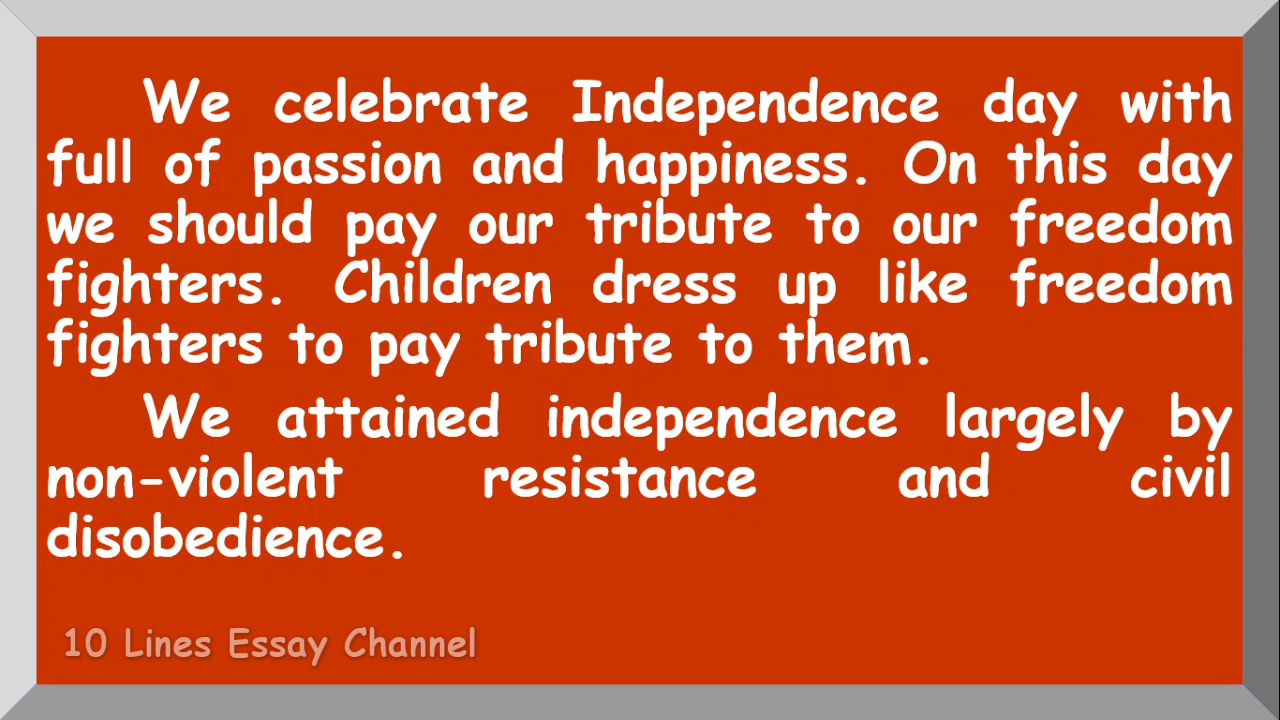 We celebrate Independence day with
full of passion and happiness. On this day
we should pay our tribute to our freedom
fighters. Children dress up like freedom
fighters to pay tribute to them.
We attained independence largely by
non-violent resistance and civil
disobedience.
10 Lines Essay Channel